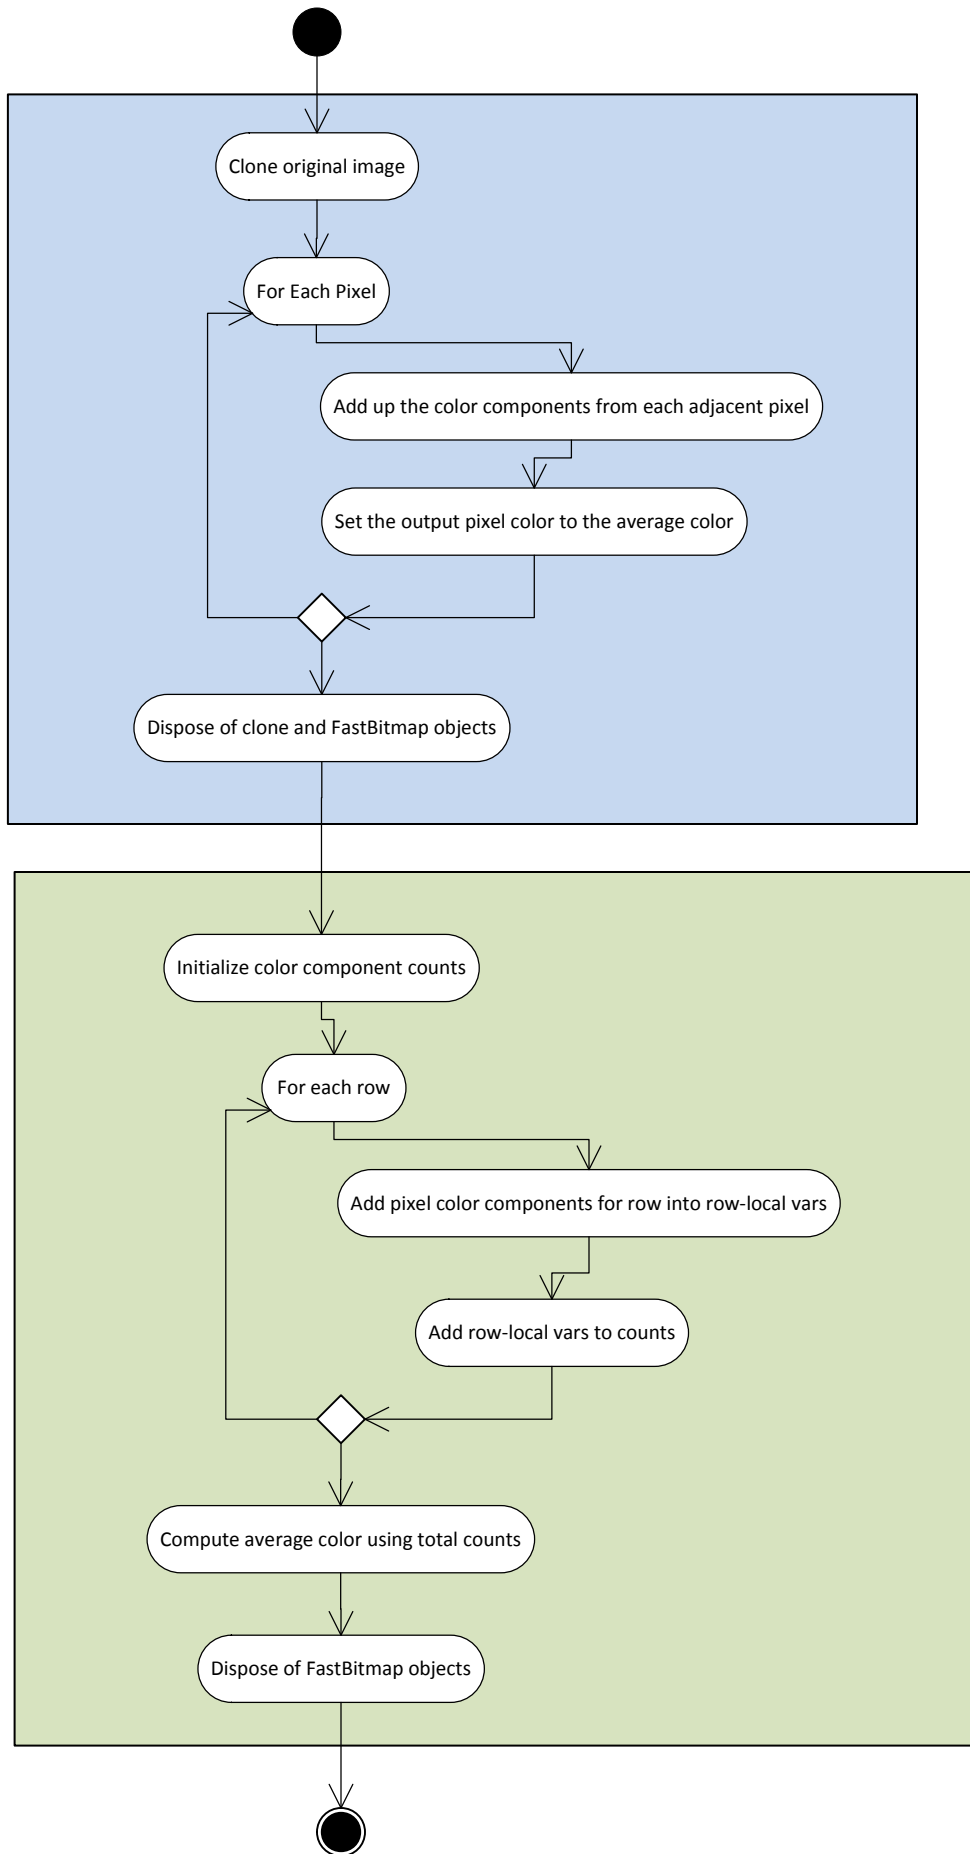 Clone original image
For Each Pixel
Add up the color components from each adjacent pixel
Set the output pixel color to the average color
Dispose of clone and FastBitmap objects
Initialize color component counts
For each row
Add pixel color components for row into row-local vars
Add row-local vars to counts
Compute average color using total counts
Dispose of FastBitmap objects